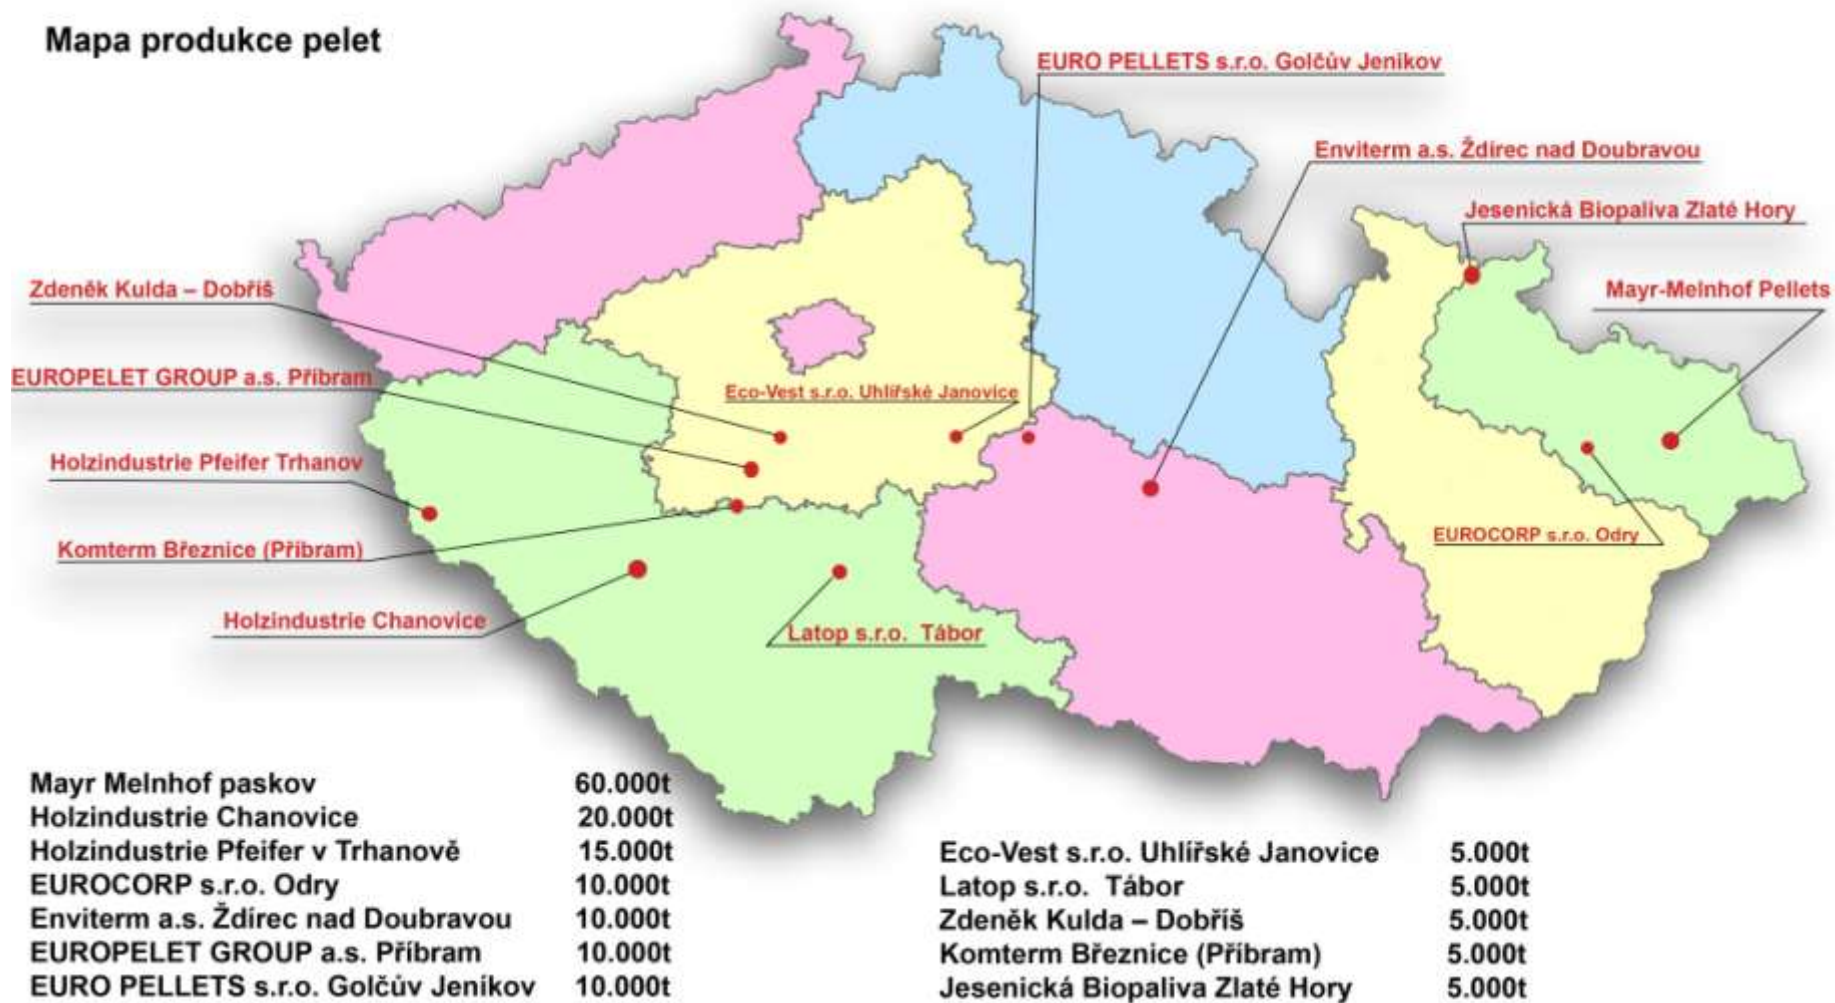 Mapa produkce pelet
EURO PELLETS s.r.o. Golčův Jeníkov
Enviterm a.s. Ždírec nad Doubravou
Jesenická Biopaliva Zlaté Hory
Zdeněk Kulda – Dobříš
Mayr-Melnhof Pellets
EUROPELET GROUP a.s. Příbram
Eco-Vest s.r.o. Uhlířské Janovice
Holzindustrie Pfeifer Trhanov
EUROCORP s.r.o. Odry
Komterm Březnice (Příbram)
Holzindustrie Chanovice
Latop s.r.o. Tábor
Mayr Melnhof paskov 60.000t
Holzindustrie Chanovice 20.000t
Holzindustrie Pfeifer v Trhanově 15.000t
EUROCORP s.r.o. Odry 10.000t
Enviterm a.s. Ždírec nad Doubravou 10.000t
EUROPELET GROUP a.s. Příbram 10.000t
EURO PELLETS s.r.o. Golčův Jeníkov 10.000t
Eco-Vest s.r.o. Uhlířské Janovice 5.000t
Latop s.r.o. Tábor 5.000t
Zdeněk Kulda – Dobříš 5.000t
Komterm Březnice (Příbram) 5.000t
Jesenická Biopaliva Zlaté Hory 5.000t